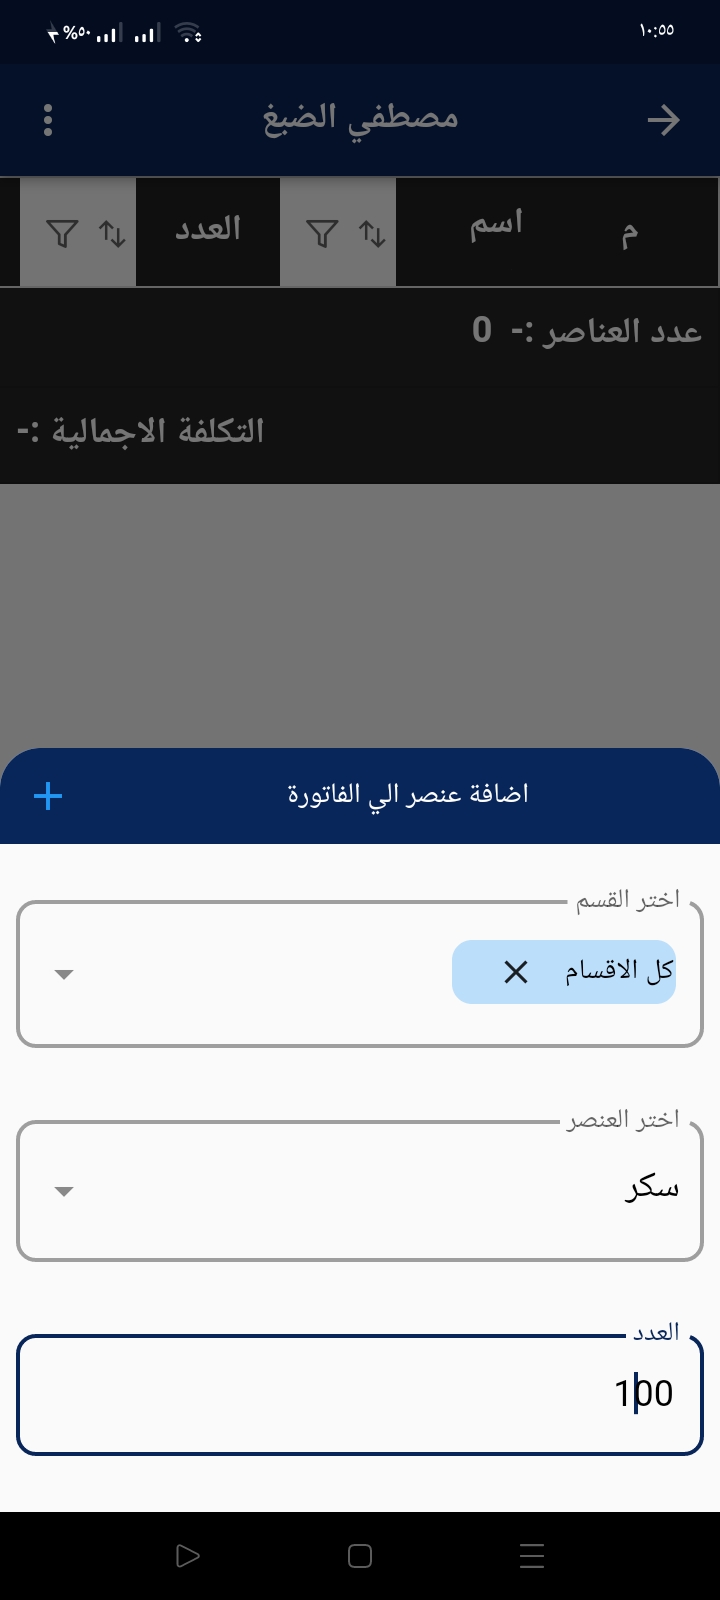 ١٠:٥٥
%٥٠
مصطفي الضبغ
م اسم العدد
عدد العناصر :- 0
التكلفة الاجمالية :-
اضافة عنصر الي الفاتورة
اختر القسم
كل الاقسام
اختر العنصر
سكر
العدد
100